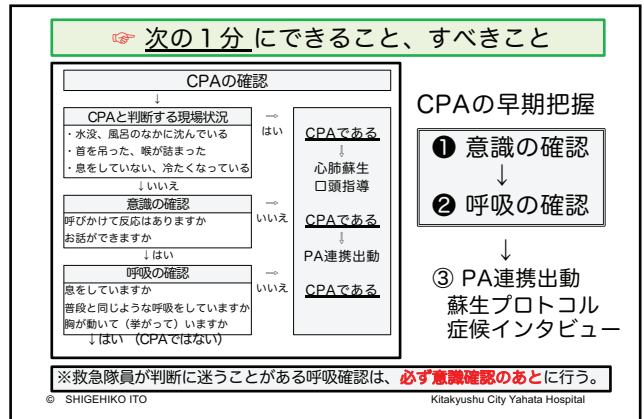 ☞ 次の１分 にできること、すべきこと
CPAの確認
↓
CPAと判断する現場状況
・水没、風呂のなかに沈んでいる
・首を吊った、喉が詰まった
・息をしていない、冷たくなっている
→
はい
CPAである
↓
心肺蘇生
口頭指導
↓いいえ
意識の確認
呼びかけて反応はありますか
お話ができますか
→
いいえ
CPAである
↓
PA連携出動
↓はい
呼吸の確認
息をしていますか
普段と同じような呼吸をしていますか
胸が動いて（挙がって）いますか
→
いいえ
CPAである
↓はい （CPAではない）
CPAの早期把握
❶ 意識の確認
↓
❷ 呼吸の確認
↓
③ PA連携出動
蘇生プロトコル
症候インタビュー
※救急隊員が判断に迷うことがある呼吸確認は、必ず意識確認のあとに行う。
© SHIGEHIKO ITO
Kitakyushu City Yahata Hospital